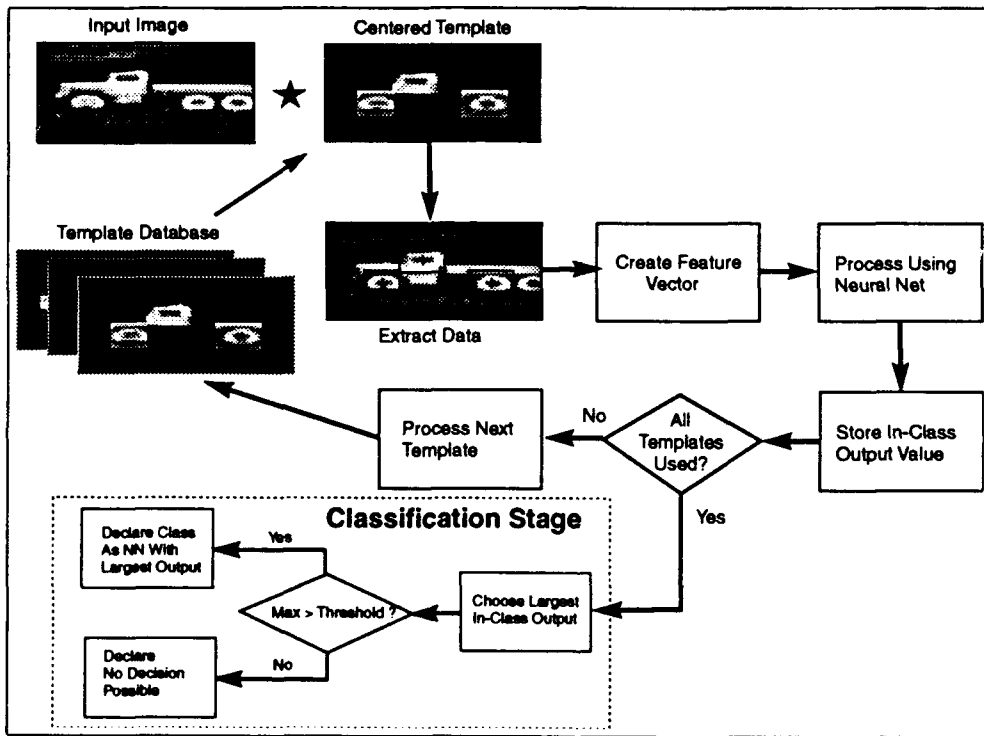 Input Image
Centered Template
Template Database
Extract Data
Create Feature
Vector
Process Using
Neural Net
Store In-Class
Output Value
All
Templates
Used?
No
Yes
Process Next
Template
Classification Stage
Choose Largest
In-Class Output
Max > Threshold ?
Yes
Declare Class
As NN With
Largest Output
No
Declare
No Decision
Possible